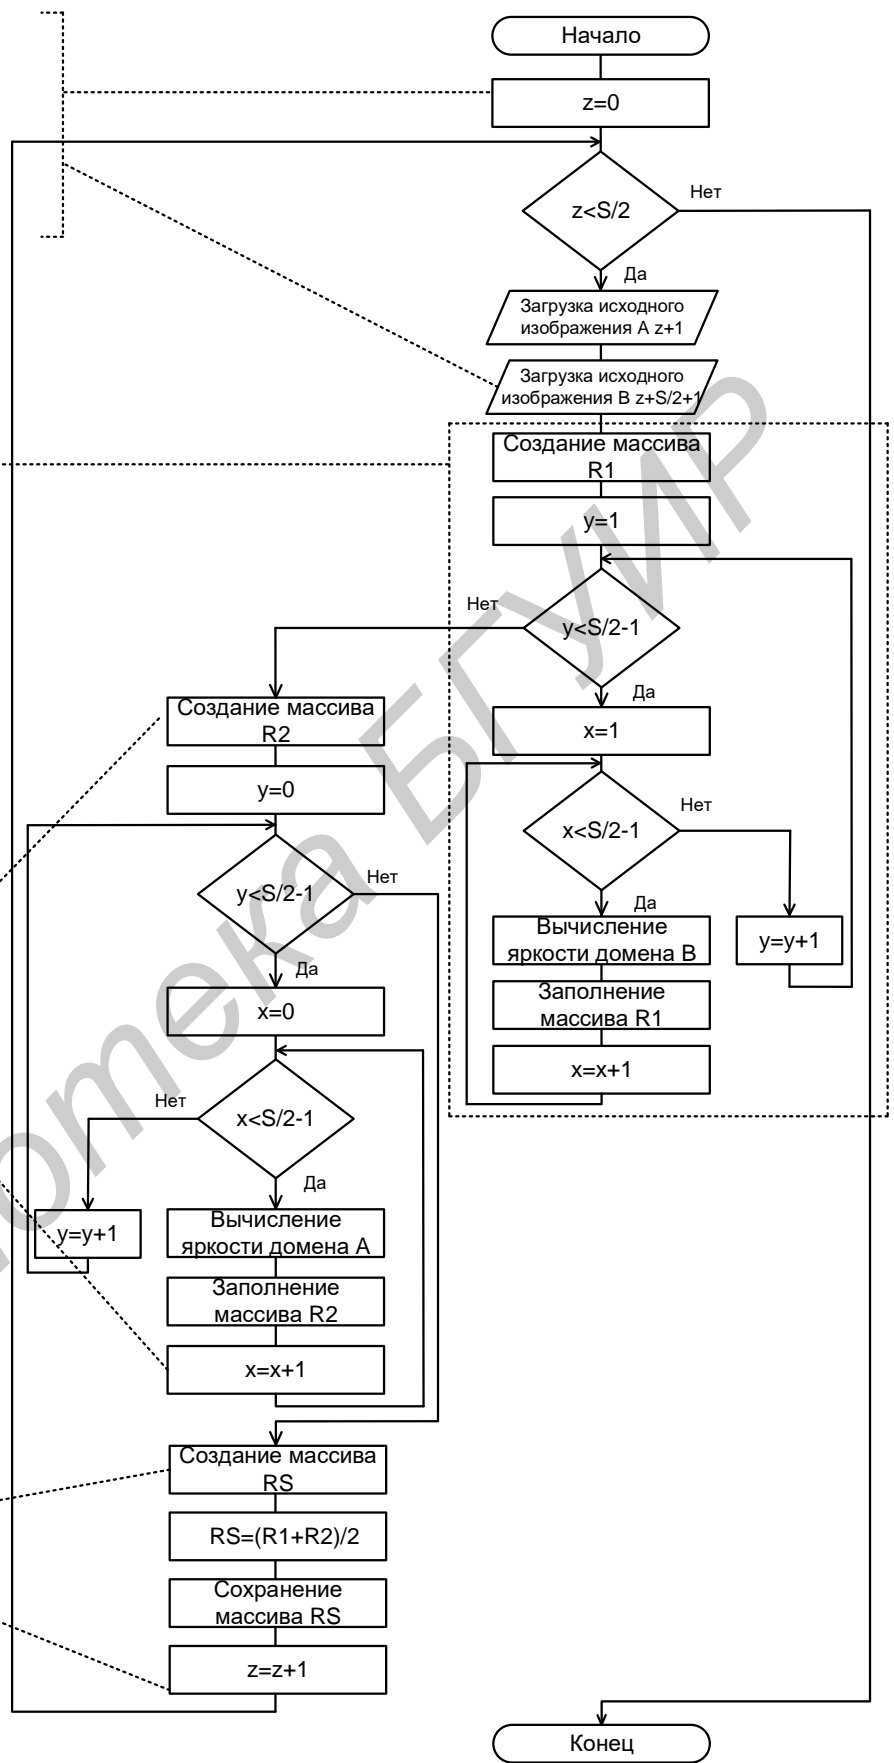 Начало
z=0
z<S/2
Нет
Да
Загрузка исходного
изображения A z+1
Загрузка исходного
изображения B z+S/2+1
Создание массива
R1
y=1
Нет
y<S/2-1
Да
x=1
x<S/2-1
Нет
Да
Вычисление
яркости домена B
y=y+1
Заполнение
массива R1
x=x+1
Создание массива
R2
y=0
y<S/2-1
Нет
Да
x=0
Нет
x<S/2-1
Да
y=y+1
Вычисление
яркости домена A
Заполнение
массива R2
x=x+1
Создание массива
RS
RS=(R1+R2)/2
Сохранение
массива RS
z=z+1
Конец
отека БГУИР